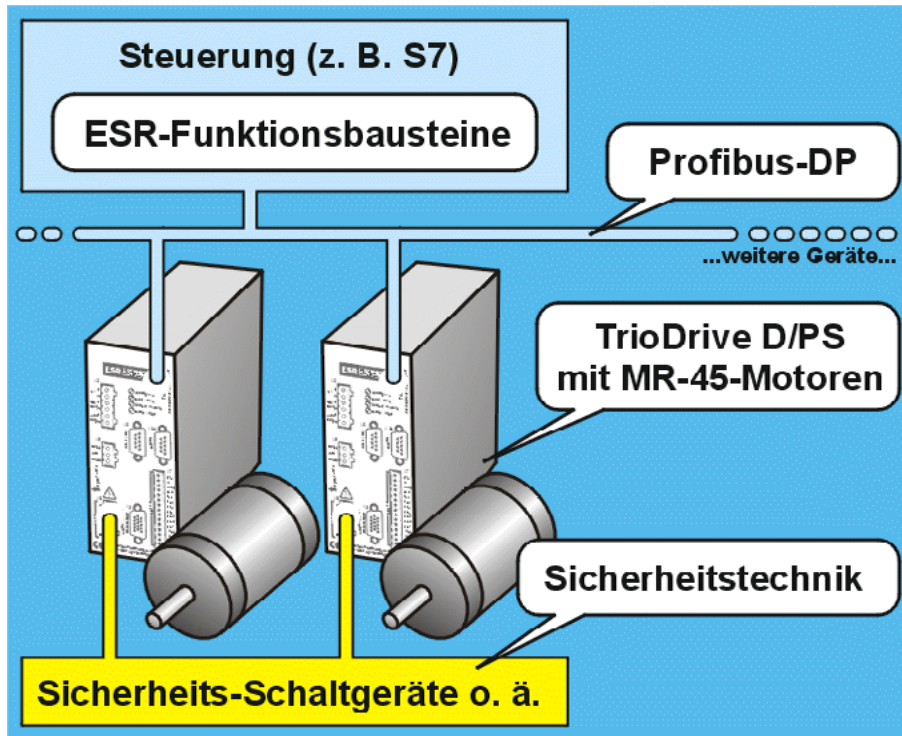 Steuerung (z. B. S7)
ESR-Funktionsbausteine
Profibus-DP
...weitere Geräte...
TrioDrive D/PS
mit MR-45-Motoren
Sicherheitstechnik
Sicherheits-Schaltgeräte o. ä.